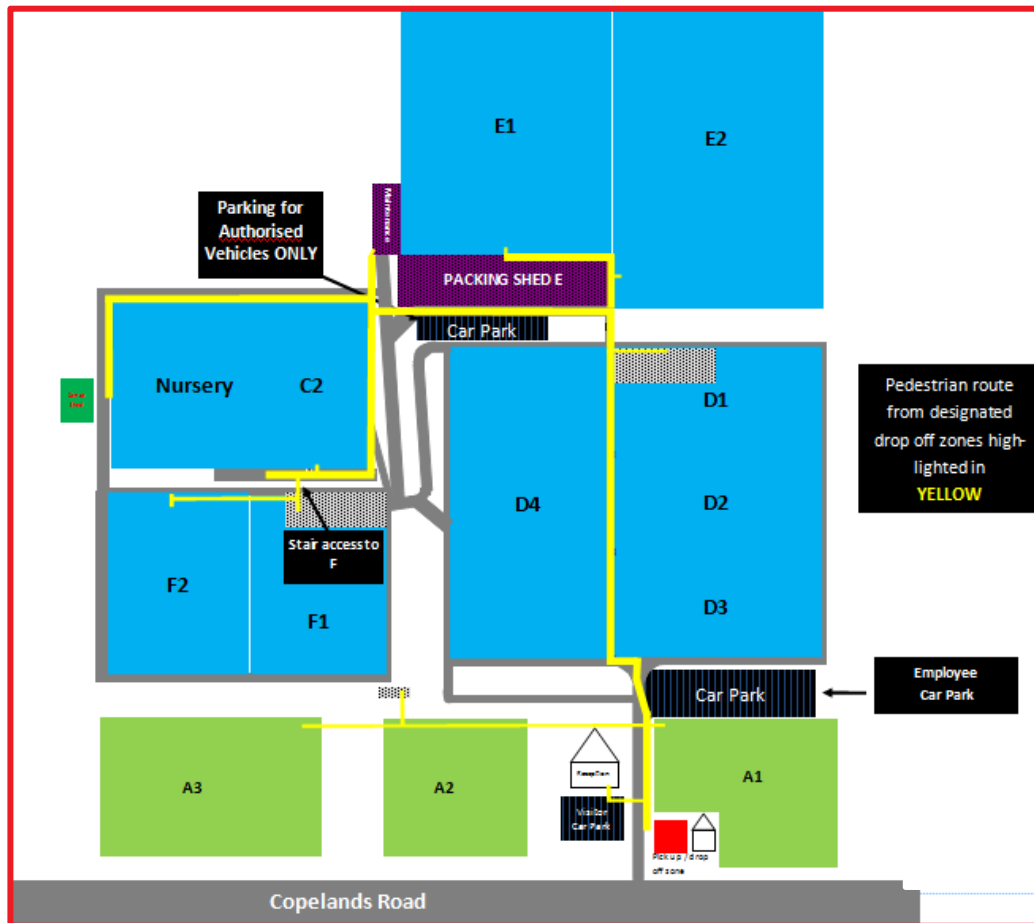 E1
E2
Maintenance
Parking for
Authorised
Vehicles ONLY
PACKING SHED E
Car Park
Nursery
C2
D1
Pedestrian route
from designated
drop off zones high-
lighted in
YELLOW
D4
D2
Stair access to
F
F2
F1
D3
Car Park
Employee
Car Park
A3
A2
Reception
A1
Visitor
Car Park
Pick up / drop
off zone
Copelands Road